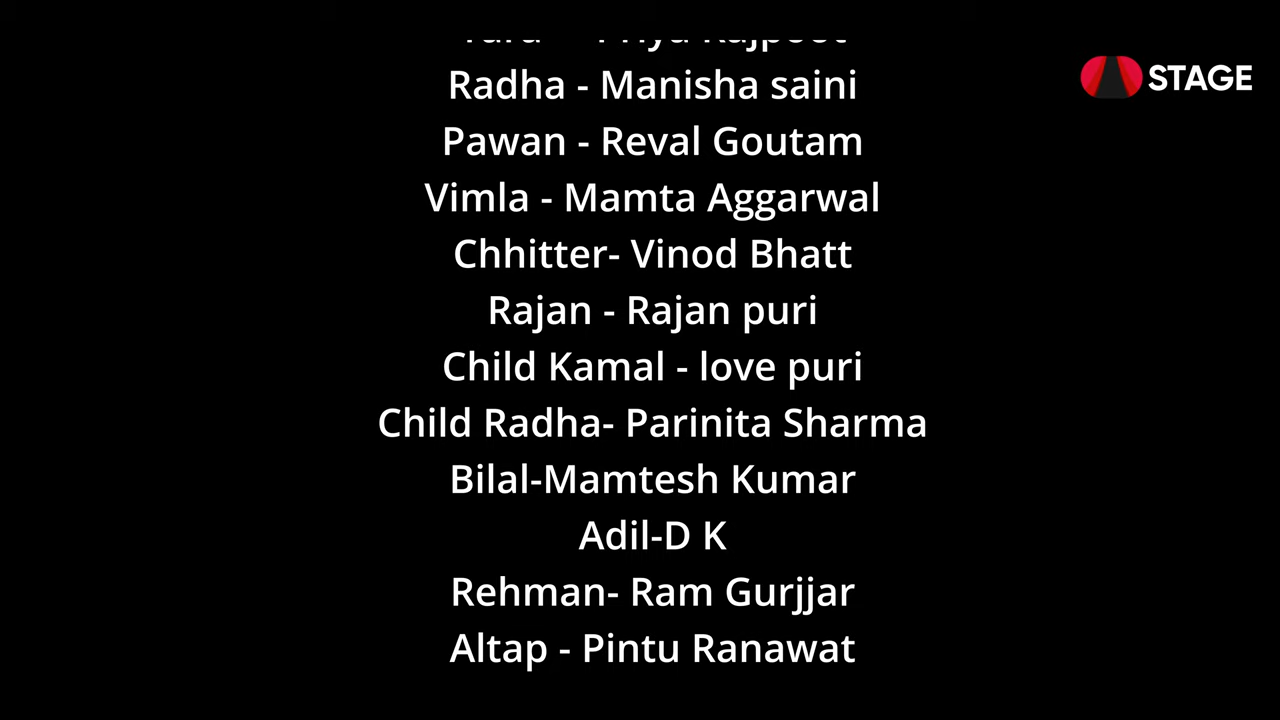 Radha - Manisha saini
STAGE
Pawan - Reval Goutam
Vimla - Mamta Aggarwal
Chhitter- Vinod Bhatt
Rajan - Rajan puri
Child Kamal - love puri
Child Radha- Parinita Sharma
Bilal-Mamtesh Kumar
Adil-D K
Rehman- Ram Gurjjar
Altap - Pintu Ranawat